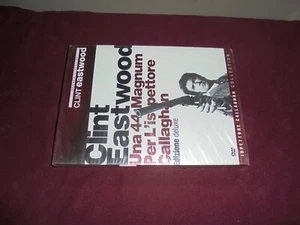 CLINT eastwood
Clint
Eastwood
Una 44 Magnum
Per L'ispettore
Callaghan
Edizione deluxe
DVD